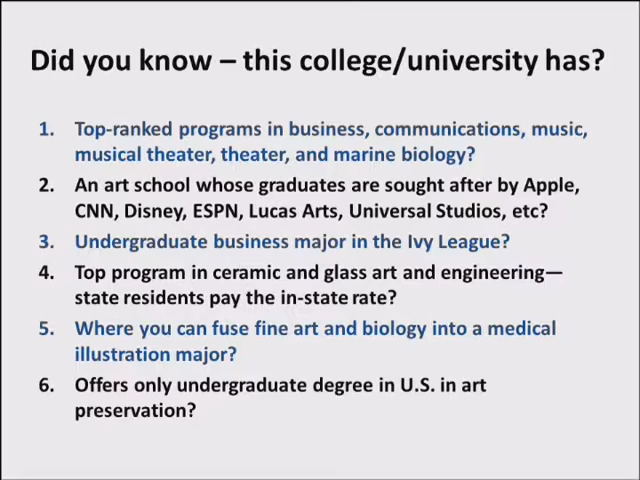 Did you know – this college/university has?
1. Top-ranked programs in business, communications, music,
musical theater, theater, and marine biology?
2. An art school whose graduates are sought after by Apple,
CNN, Disney, ESPN, Lucas Arts, Universal Studios, etc?
3. Undergraduate business major in the Ivy League?
4. Top program in ceramic and glass art and engineering—
state residents pay the in-state rate?
5. Where you can fuse fine art and biology into a medical
illustration major?
6. Offers only undergraduate degree in U.S. in art
preservation?